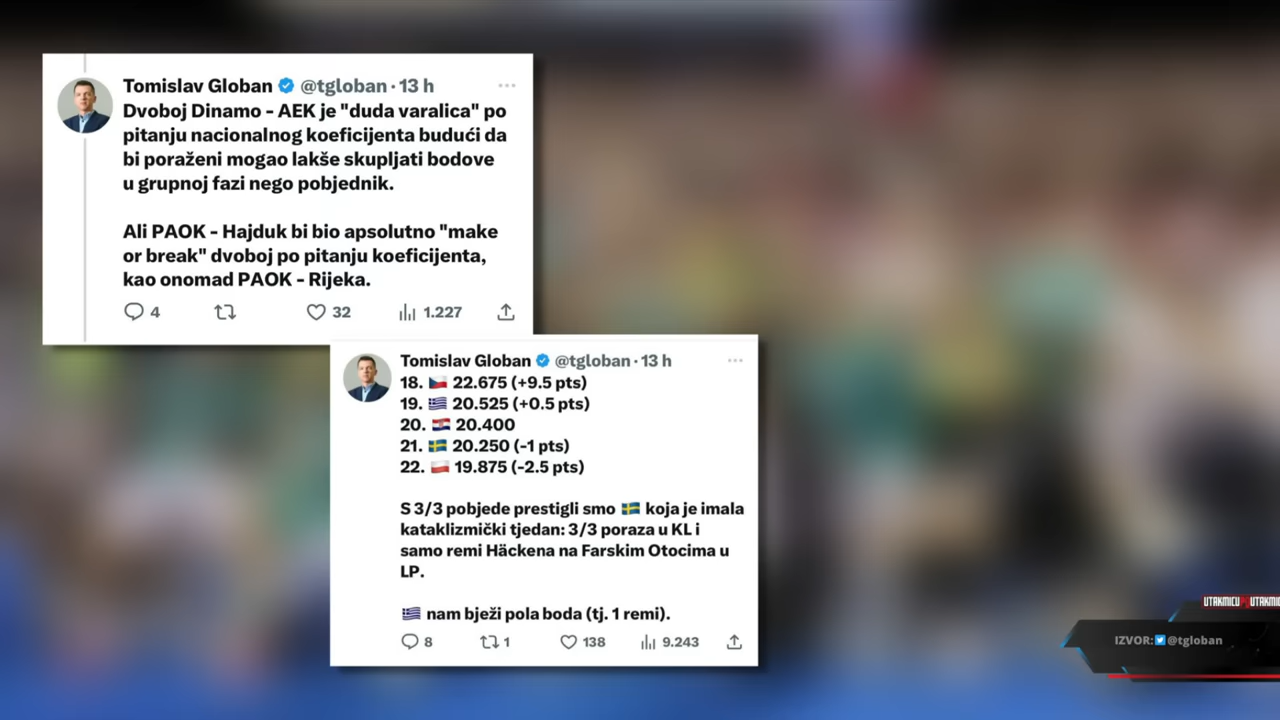 Tomislav Globan @tgloban · 13 h
Dvoboj Dinamo - AEK je "duda varalica" po
pitanju nacionalnog koeficijenta budući da
bi poraženi mogao lakše skupljati bodove
u grupnoj fazi nego pobjednik.
Ali PAOK - Hajduk bi bio apsolutno "make
or break" dvoboj po pitanju koeficijenta,
kao onomad PAOK - Rijeka.
4 32 1.227
Tomislav Globan @tgloban · 13 h
18. 🇨🇿 22.675 (+9.5 pts)
19. 🇬🇷 20.525 (+0.5 pts)
20. 🇭🇷 20.400
21. 🇸🇪 20.250 (-1 pts)
22. 🇵🇱 19.875 (-2.5 pts)
S 3/3 pobjede prestigli smo 🇸🇪 koja je imala
kataklizmički tjedan: 3/3 poraza u KL i
samo remi Häckena na Farskim Otocima u
LP.
🇬🇷 nam bježi pola boda (tj. 1 remi).
8 1 138 9.243
UTAKMICU UTAKMIC
IZVOR: @tgloban